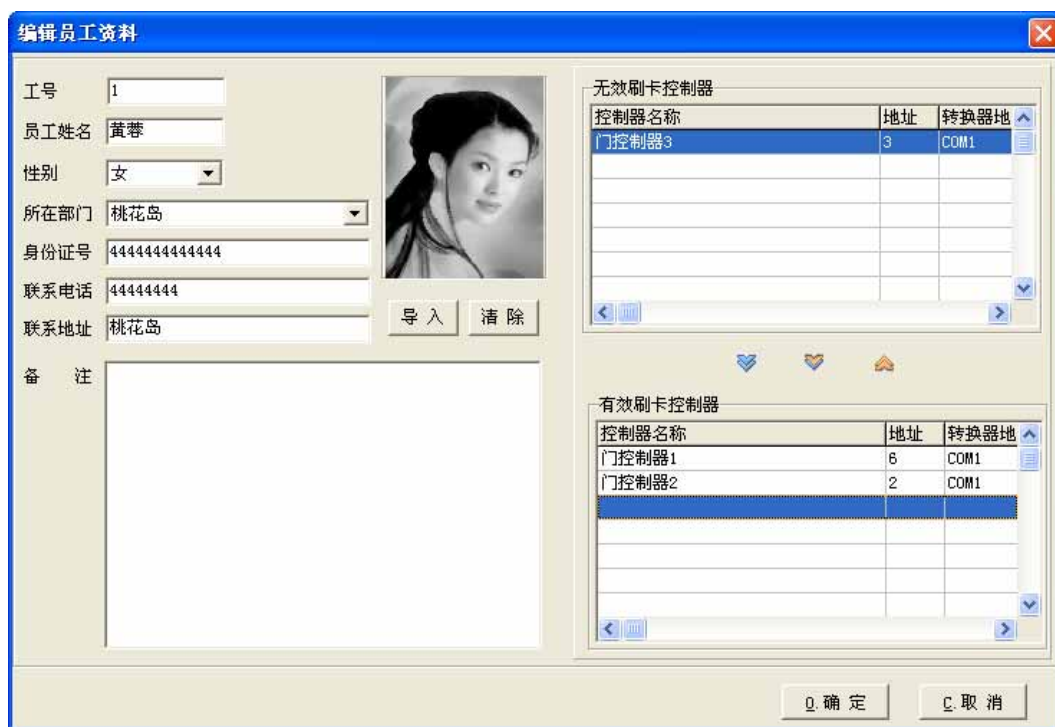 编辑员工资料
工号 1
员工姓名 黄蓉
性别 女
所在部门 桃花岛
身份证号 4444444444444
联系电话 44444444
联系地址 桃花岛
导 入 清 除
备 注
无效刷卡控制器
控制器名称 地址 转换器地
门控制器3 3 COM1
有效刷卡控制器
控制器名称 地址 转换器地
门控制器1 6 COM1
门控制器2 2 COM1
O.确 定 C.取 消